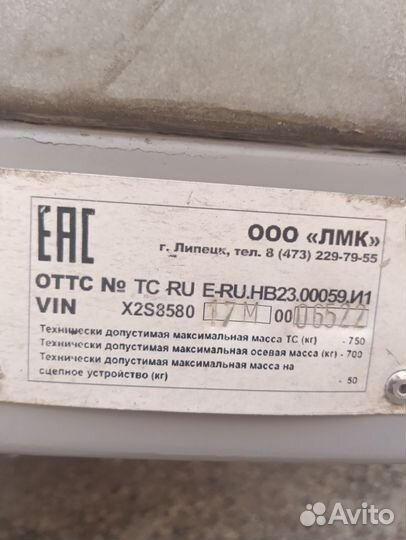 EAC
ООО «ЛМК»
г. Липецк, тел. 8 (473) 229-79-55
ОТТС № ТС RU E-RU.НВ23.00059.И1
VIN X2S8580 17M 00 06522
Технически допустимая максимальная масса ТС (кг) - 750
Технически допустимая максимальная осевая масса (кг) - 700
Технически допустимая максимальная масса на
сцепное устройство (кг) - 50
Avito